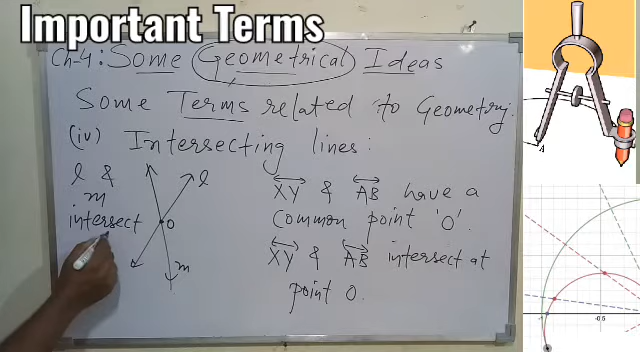 Important Terms
Ch-4: Some Geometrical Ideas
Some Terms related to Geometry.
(iv) Intersecting lines:
l &
m
intersect
l
O
m
XY & AB have a
common point 'O'.
XY & AB intersect at
point O.
A
-1
-0.5